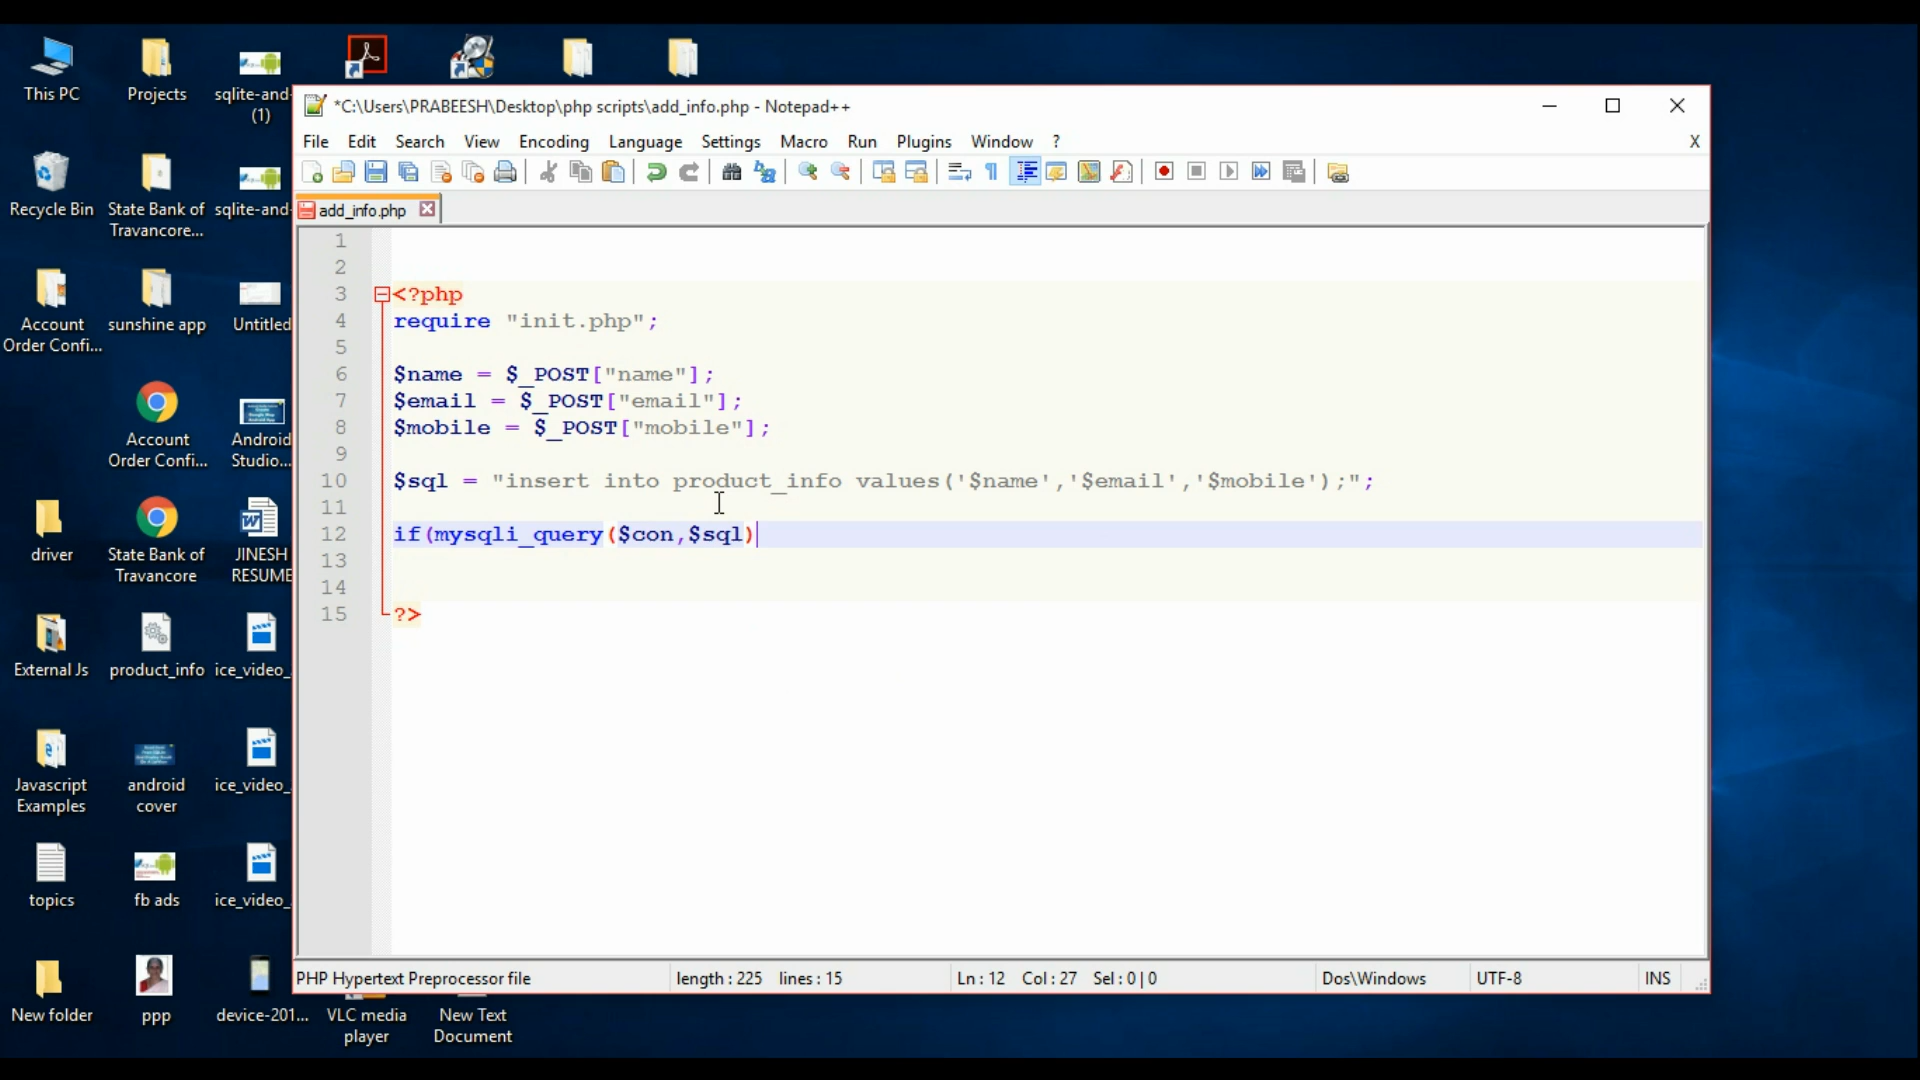 This PC
Projects
sqlite-and-
(1)
*C:\Users\PRABEESH\Desktop\php scripts\add_info.php - Notepad++
File Edit Search View Encoding Language Settings Macro Run Plugins Window ?
X
add_info.php
Recycle Bin
State Bank of
Travancore...
sqlite-and-
Account
Order Confi...
sunshine app
Untitled
Account
Order Confi...
Android
Studio...
driver
State Bank of
Travancore
JINESH
RESUME
External Js
product_info
ice_video_
Javascript
Examples
android
cover
ice_video_
topics
fb ads
ice_video_
New folder
ppp
device-201...
VLC media
player
New Text
Document
1
2
3 <?php
4 require "init.php";
5
6 $name = $_POST["name"];
7 $email = $_POST["email"];
8 $mobile = $_POST["mobile"];
9
10 $sql = "insert into product_info values('$name','$email','$mobile');";
11
12 if(mysqli_query($con,$sql)
13
14
15 ?>
PHP Hypertext Preprocessor file length : 225 lines : 15 Ln : 12 Col : 27 Sel : 0 | 0 Dos\Windows UTF-8 INS